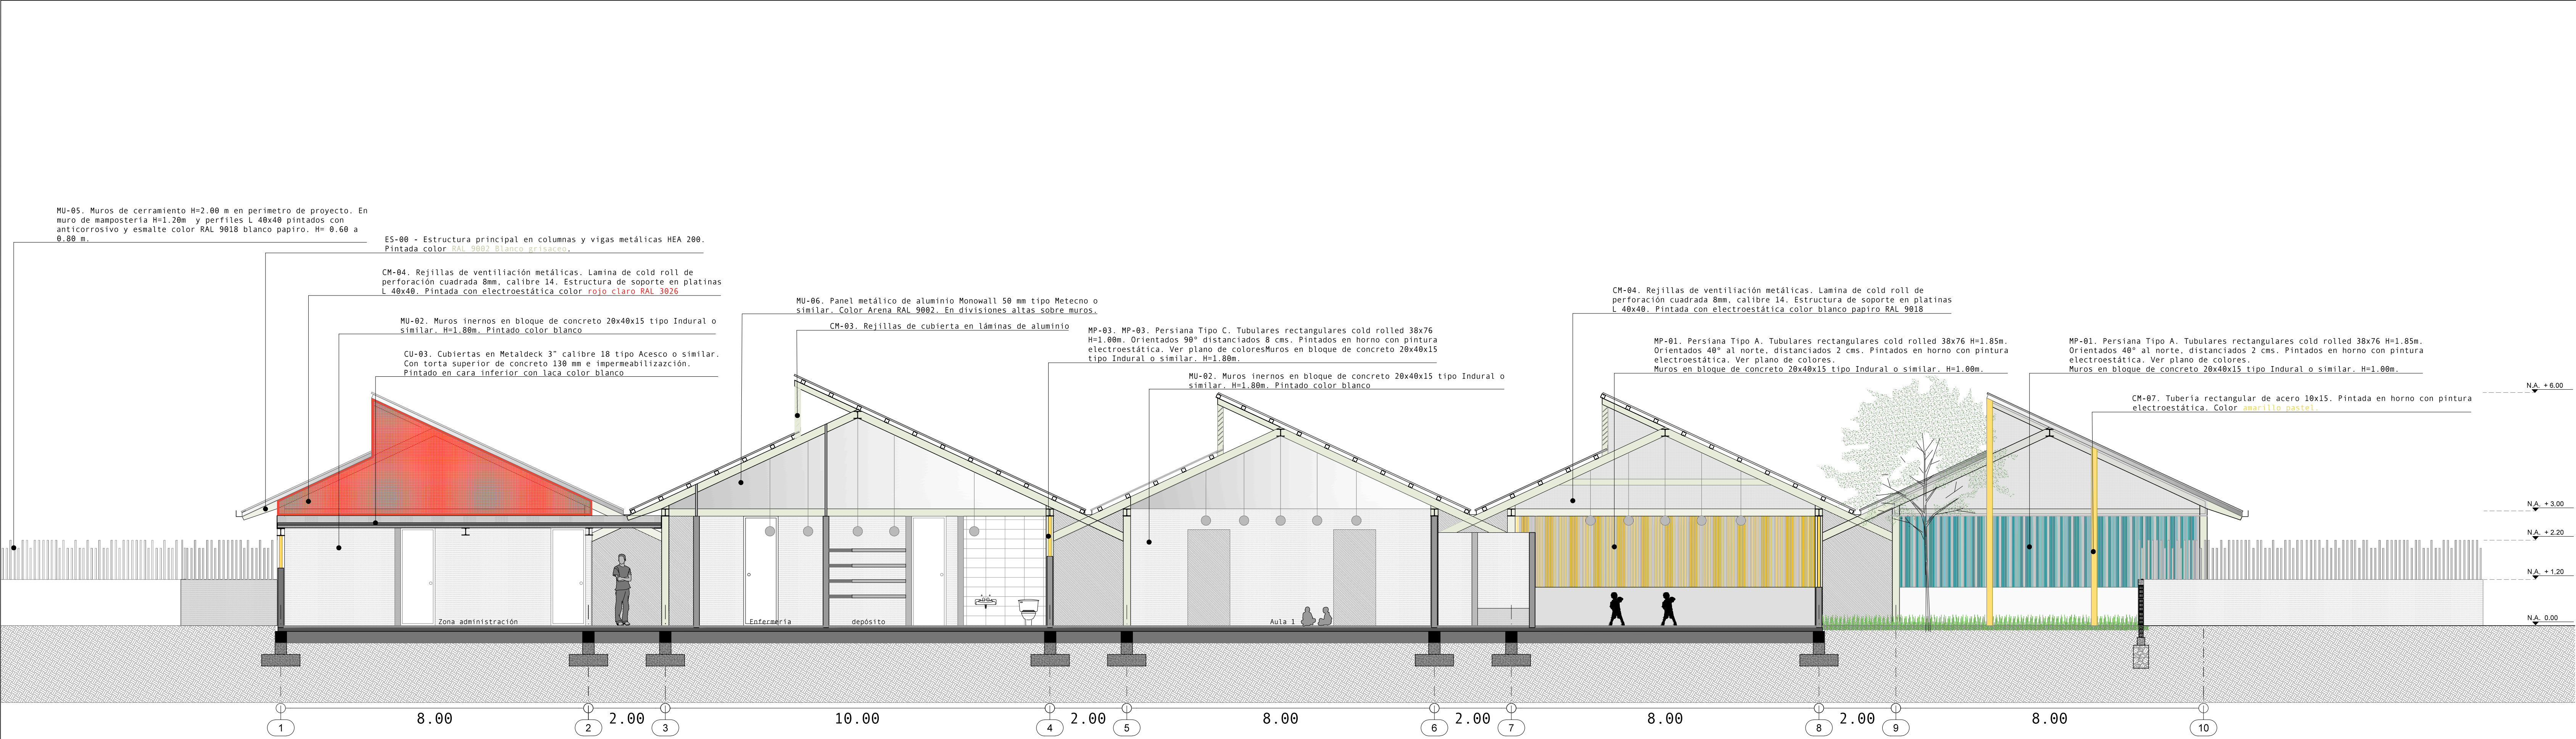 MU-05. Muros de cerramiento H=2.00 m en perimetro de proyecto. En
muro de mampostería H=1.20m  y perfiles L 40x40 pintados con
anticorrosivo y esmalte color RAL 9018 blanco papiro. H= 0.60 a
0.80 m.
ES-00 - Estructura principal en columnas y vigas metálicas HEA 200.
Pintada color RAL 9002 Blanco grisaceo.
CM-04. Rejillas de ventiliación metálicas. Lamina de cold roll de
perforación cuadrada 8mm, calibre 14. Estructura de soporte en platinas
L 40x40. Pintada con electroestática color rojo claro RAL 3026
MU-02. Muros inernos en bloque de concreto 20x40x15 tipo Indural o
similar. H=1.80m. Pintado color blanco
CU-03. Cubiertas en Metaldeck 3" calibre 18 tipo Acesco o similar.
Con torta superior de concreto 130 mm e impermeabilizazción.
Pintado en cara inferior con laca color blanco
MU-06. Panel metálico de aluminio Monowall 50 mm tipo Metecno o
similar. Color Arena RAL 9002. En divisiones altas sobre muros.
CM-03. Rejillas de cubierta en láminas de aluminio
MP-03. MP-03. Persiana Tipo C. Tubulares rectangulares cold rolled 38x76
H=1.00m. Orientados 90° distanciados 8 cms. Pintados en horno con pintura
electroestática. Ver plano de coloresMuros en bloque de concreto 20x40x15
tipo Indural o similar. H=1.80m.
MU-02. Muros inernos en bloque de concreto 20x40x15 tipo Indural o
similar. H=1.80m. Pintado color blanco
CM-04. Rejillas de ventiliación metálicas. Lamina de cold roll de
perforación cuadrada 8mm, calibre 14. Estructura de soporte en platinas
L 40x40. Pintada con electroestática color blanco papiro RAL 9018
MP-01. Persiana Tipo A. Tubulares rectangulares cold rolled 38x76 H=1.85m.
Orientados 40° al norte, distanciados 2 cms. Pintados en horno con pintura
electroestática. Ver plano de colores.
Muros en bloque de concreto 20x40x15 tipo Indural o similar. H=1.00m.
MP-01. Persiana Tipo A. Tubulares rectangulares cold rolled 38x76 H=1.85m.
Orientados 40° al norte, distanciados 2 cms. Pintados en horno con pintura
electroestática. Ver plano de colores.
Muros en bloque de concreto 20x40x15 tipo Indural o similar. H=1.00m.
CM-07. Tubería rectangular de acero 10x15. Pintada en horno con pintura
electroestática. Color amarillo pastel.
N.A. + 6.00
N.A. + 3.00
N.A. + 2.20
N.A. + 1.20
N.A. 0.00
Zona administración
Enfermería
depósito
Aula 1
8.00
2.00
10.00
2.00
8.00
2.00
8.00
2.00
8.00
1
2
3
4
5
6
7
8
9
10